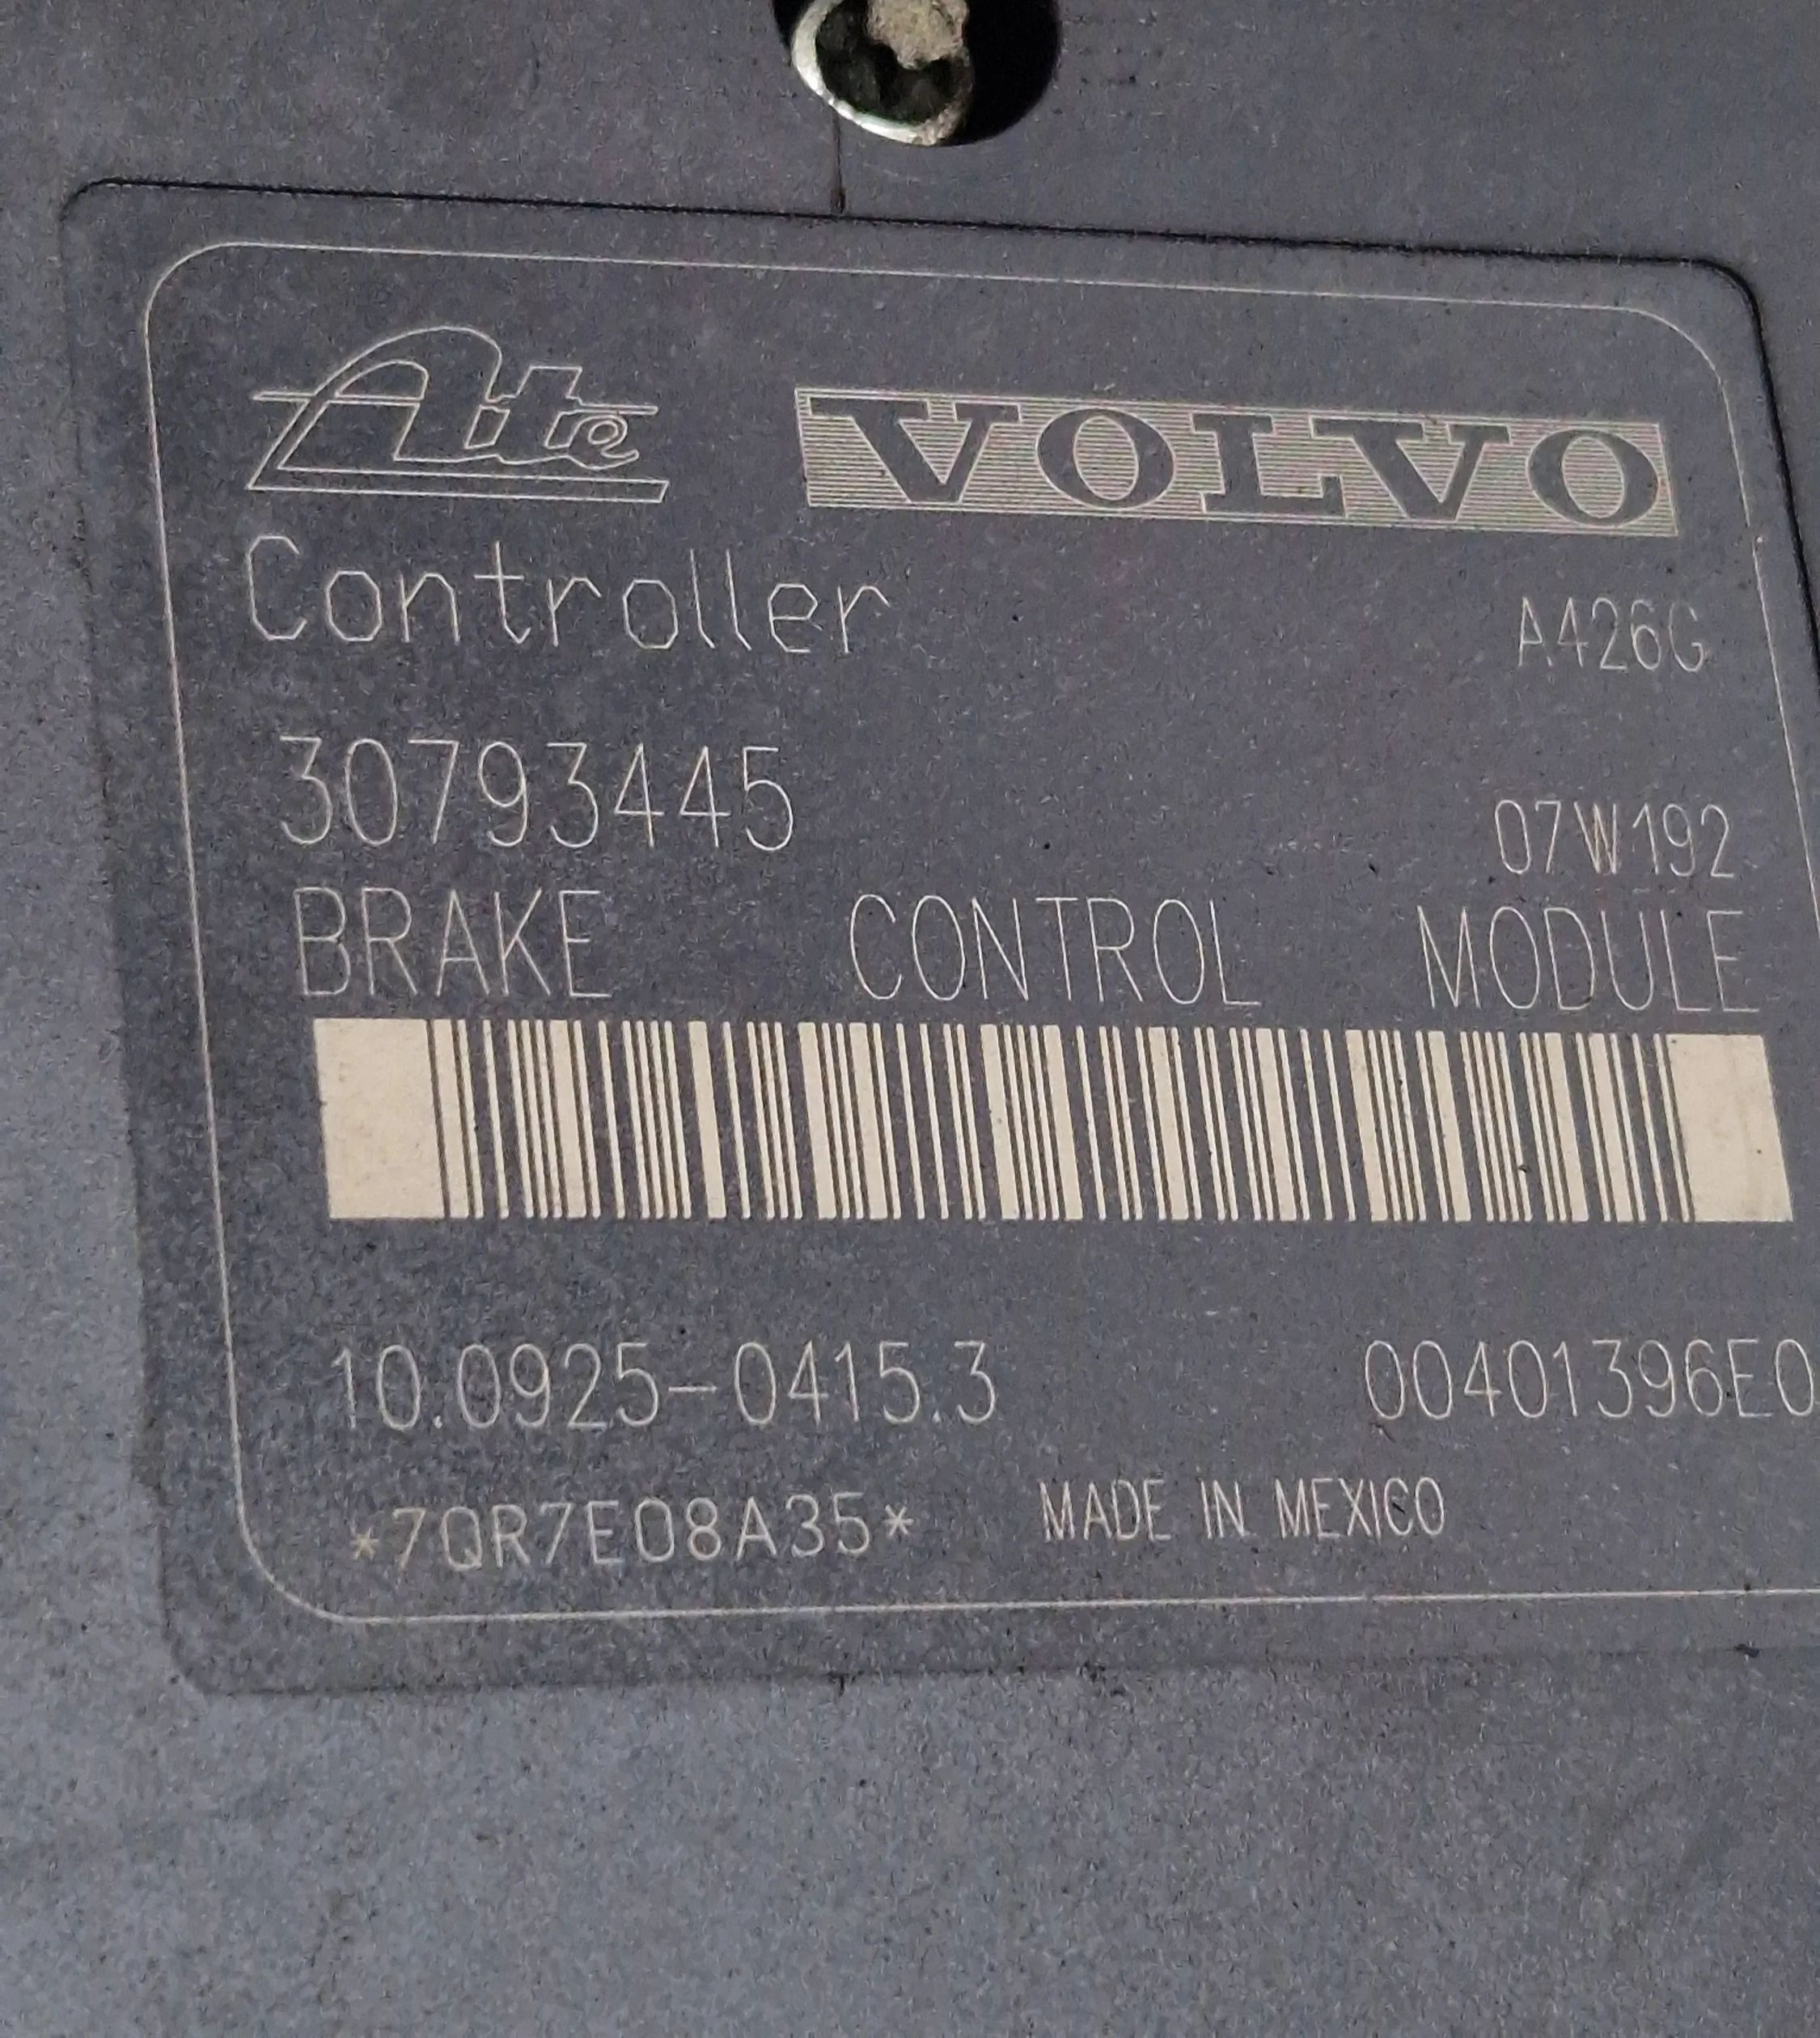 Ate VOLVO
Controller A426G
30793445 07W192
BRAKE CONTROL MODULE
10.0925-0415.3 00401396E0
*7QR7E08A35* MADE IN MEXICO